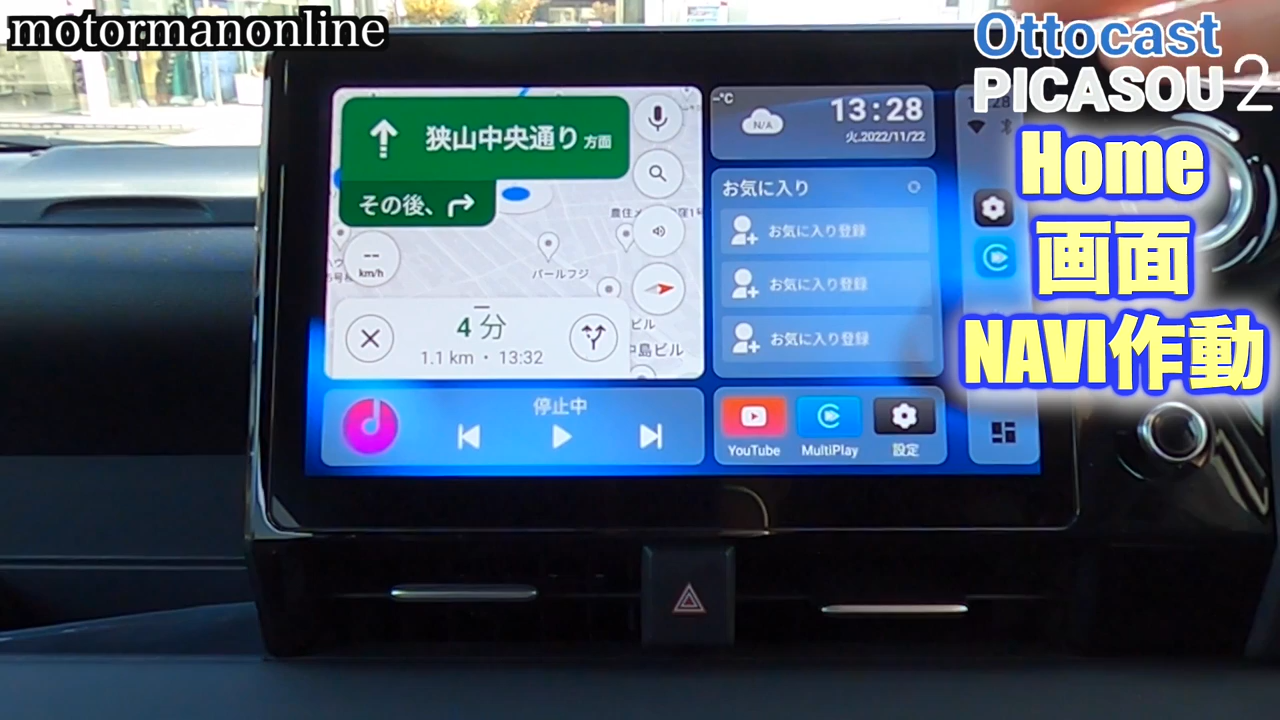 motormanonline
Ottocast
PICASOU 2
Home
画面
NAVI作動
狭山中央通り 方面
その後、
--
km/h
パールフジ
ビル
中島ビル
4 分
1.1 km・13:32
停止中
--°C
N/A
13:28
火.2022/11/22
お気に入り
お気に入り登録
お気に入り登録
お気に入り登録
YouTube
MultiPlay
設定